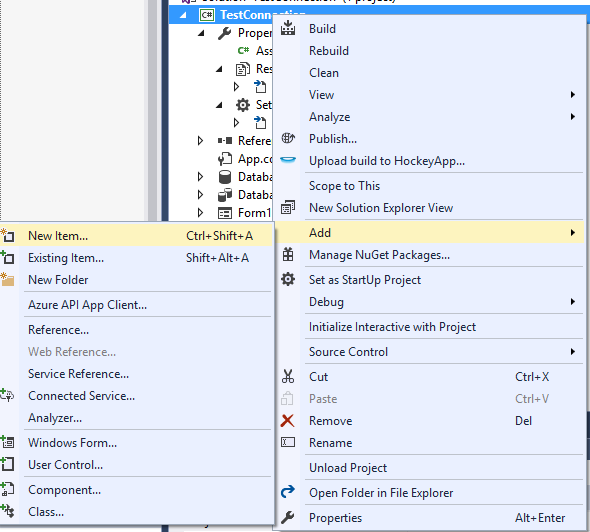 TestConnection
C#
Build
Rebuild
Clean
View
Analyze
Publish...
Upload build to HockeyApp...
Scope to This
New Solution Explorer View
Add
Manage NuGet Packages...
Set as StartUp Project
Debug
Initialize Interactive with Project
Source Control
Cut Ctrl+X
Paste Ctrl+V
Remove Del
Rename
Unload Project
Open Folder in File Explorer
Properties Alt+Enter
Proper
C# Ass
Res
Set
Refere
App.co
Databa
Databa
Form1
New Item... Ctrl+Shift+A
Existing Item... Shift+Alt+A
New Folder
Azure API App Client...
Reference...
Web Reference...
Service Reference...
Connected Service...
Analyzer...
Windows Form...
User Control...
Component...
Class...